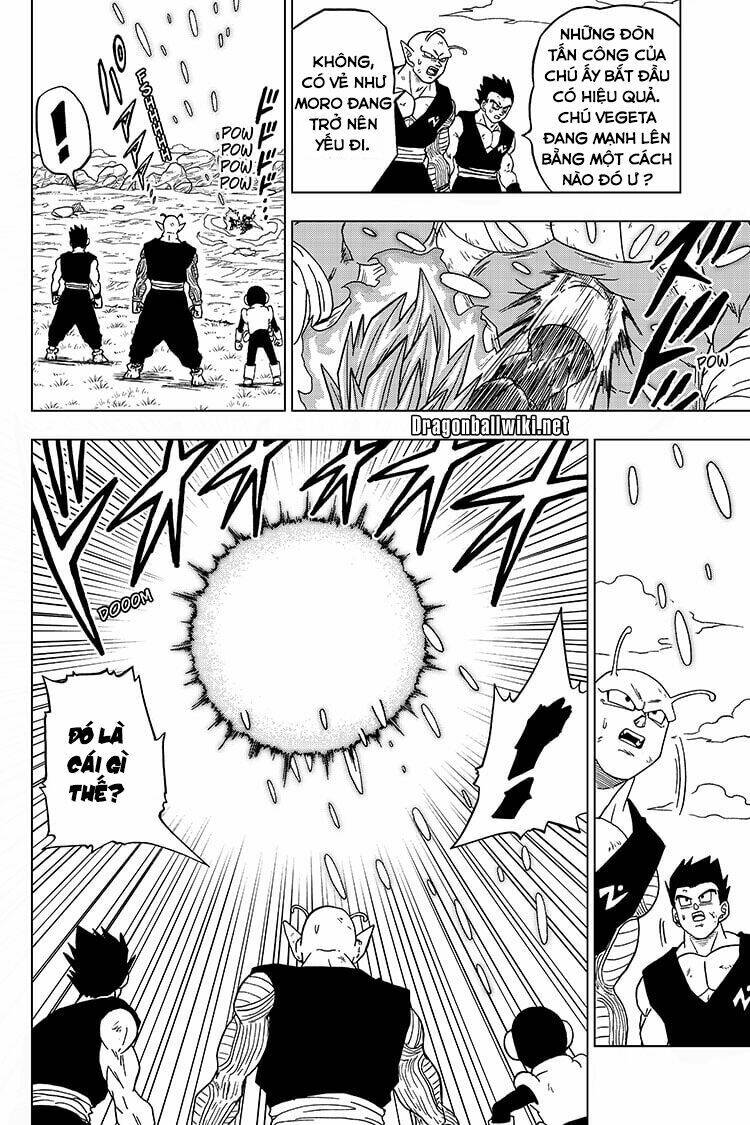 NHỮNG ĐÒN
TẤN CÔNG CỦA
CHÚ ẤY BẮT ĐẦU
CÓ HIỆU QUẢ.
CHÚ VEGETA
ĐANG MẠNH LÊN
BẰNG MỘT CÁCH
NÀO ĐÓ Ư ?
KHÔNG,
CÓ VẺ NHƯ
MORO ĐANG
TRỞ NÊN
YẾU ĐI.
POW
POW
POW
POW
!
POW
Dragonballwiki.net
DOOOM
!
ĐÓ LÀ
CÁI GÌ
THẾ?